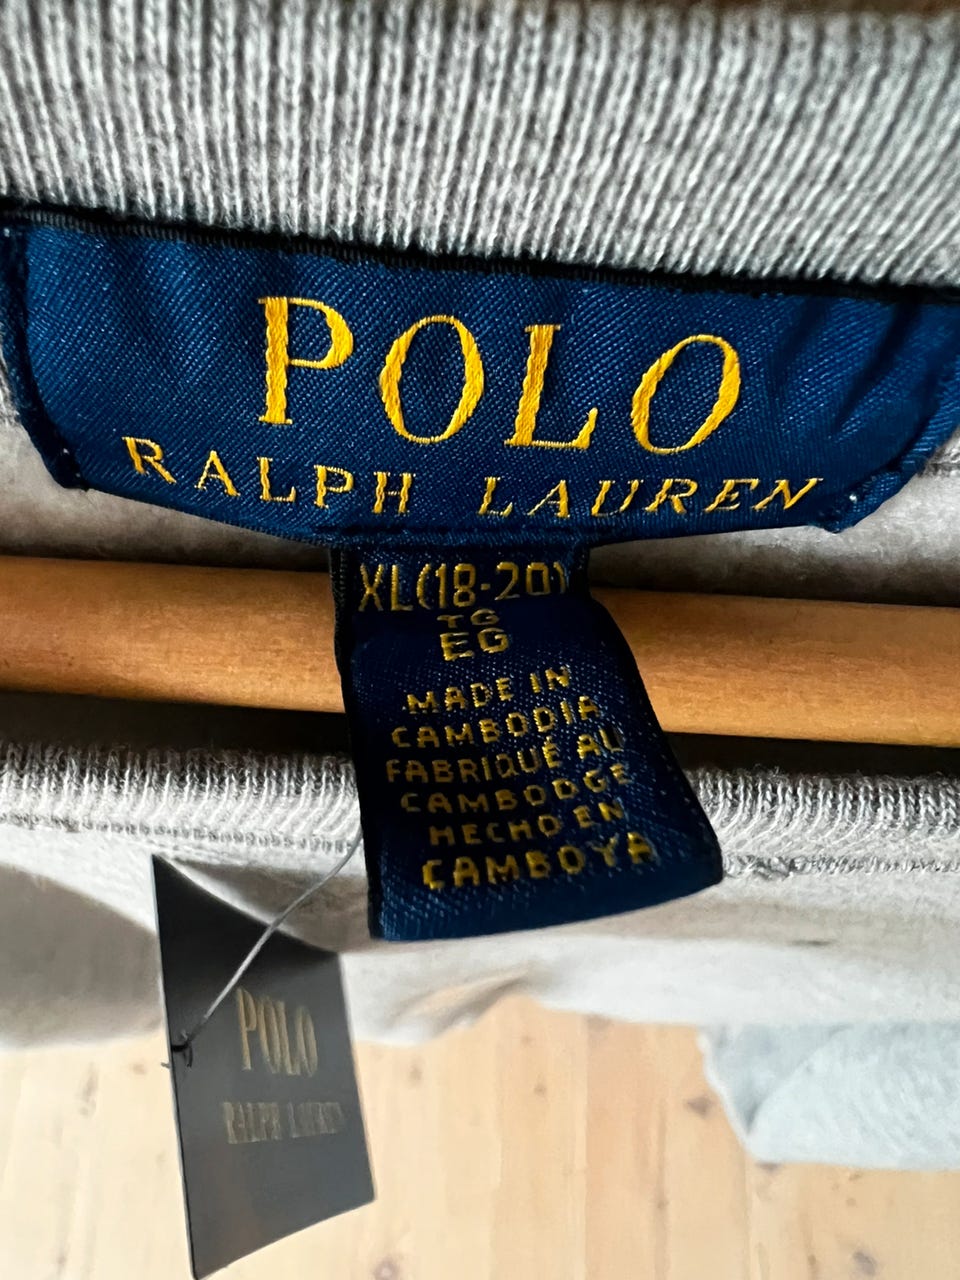 POLO
RALPH LAUREN
XL(18-20)
TG
EG
MADE IN
CAMBODIA
FABRIQUÉ AU
CAMBODGE
HECHO EN
CAMBOYA
POLO
RALPH LAUREN